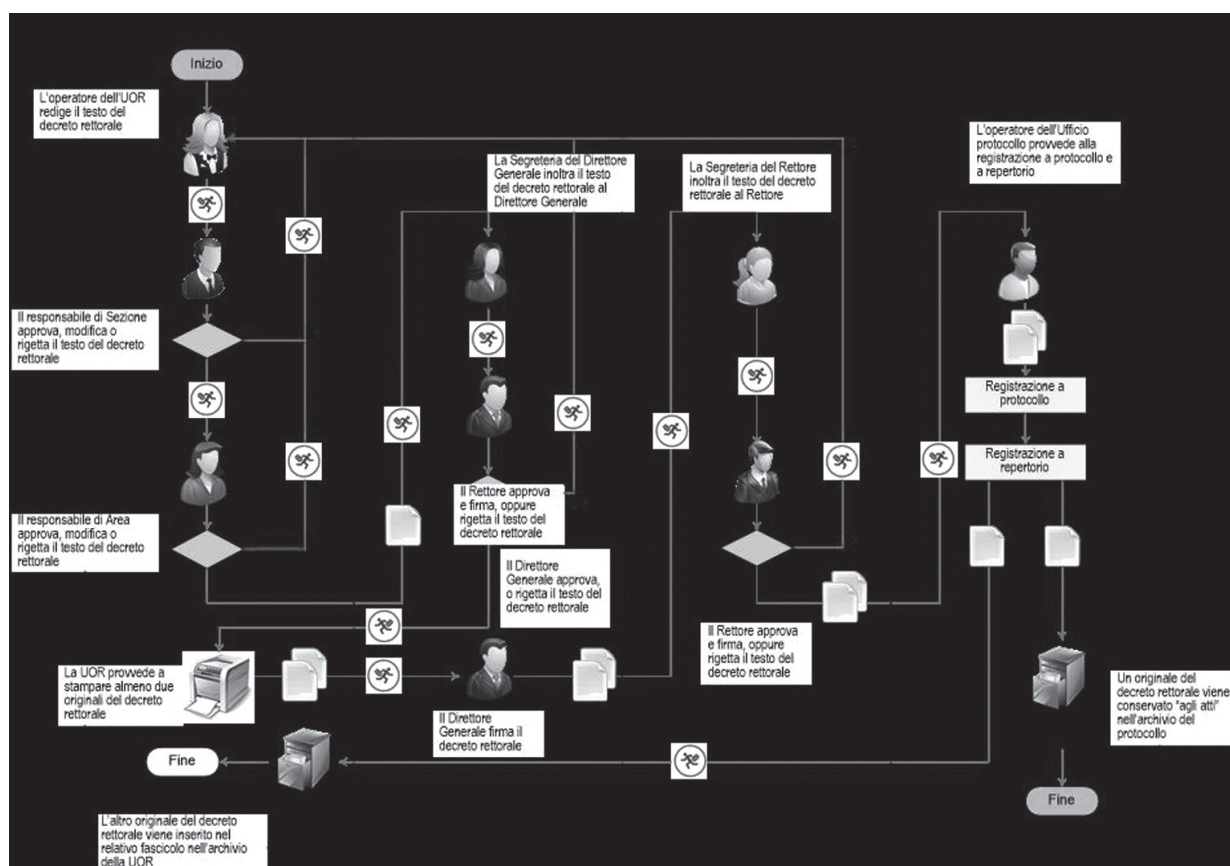 Inizio
L'operatore dell'UOR
redige il testo del
decreto rettorale
Il responsabile di Sezione
approva, modifica o
rigetta il testo del decreto
rettorale
Il responsabile di Area
approva, modifica o
rigetta il testo del decreto
rettorale
La Segreteria del Direttore
Generale inoltra il testo
del decreto rettorale al
Direttore Generale
Il Rettore approva
e firma, oppure
rigetta il testo del
decreto rettorale
Il Direttore
Generale approva,
o rigetta il testo del
decreto rettorale
La UOR provvede a
stampare almeno due
originali del decreto
rettorale
Il Direttore
Generale firma il
decreto rettorale
La Segreteria del Rettore
inoltra il testo del decreto
rettorale al Rettore
Il Rettore approva
e firma, oppure
rigetta il testo del
decreto rettorale
L'operatore dell'Ufficio
protocollo provvede alla
registrazione a protocollo e
a repertorio
Registrazione a
protocollo
Registrazione a
repertorio
Un originale del
decreto rettorale viene
conservato "agli atti"
nell'archivio del
protocollo
Fine
Fine
L'altro originale del decreto
rettorale viene inserito nel
relativo fascicolo nell'archivio
della UOR